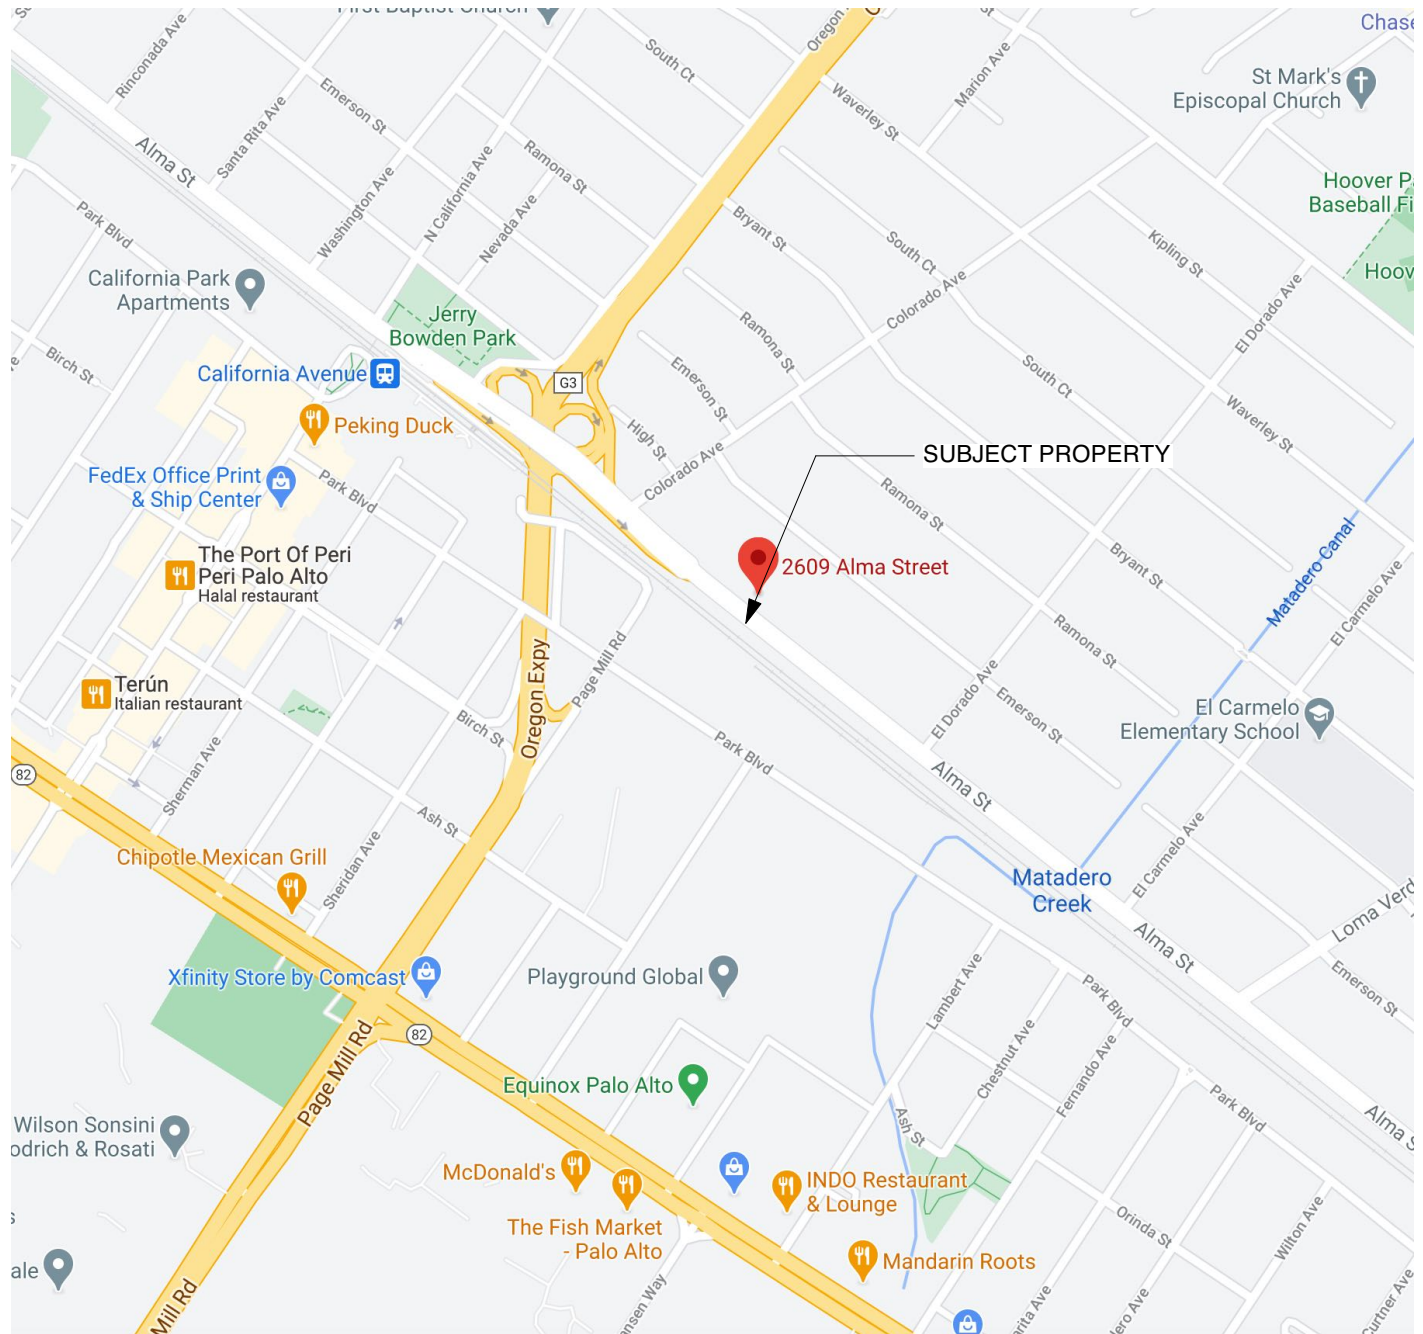 First Baptist Church
Chase
Oregon
Marion Ave
South Ct
St Mark's
Episcopal Church
Rinconada Ave
Santa Rita Ave
Emerson St
Waverley St
Alma St
Ramona St
N California Ave
Washington Ave
Nevada Ave
Hoover P
Baseball Fi
Park Blvd
Bryant St
South Ct
Kipling St
Hoov
California Park
Apartments
Colorado Ave
El Dorado Ave
Jerry
Bowden Park
Ramona St
Birch St
California Avenue
G3
Emerson St
South Ct
Peking Duck
High St
Waverley St
SUBJECT PROPERTY
FedEx Office Print
& Ship Center
Park Blvd
Colorado Ave
Ramona St
The Port Of Peri
Peri Palo Alto
Halal restaurant
2609 Alma Street
Bryant St
Matadero Canal
El Carmelo Ave
Ramona St
Oregon Expy
Page Mill Rd
Terún
Italian restaurant
El Dorado Ave
Emerson St
El Carmelo
Elementary School
Birch St
Park Blvd
82
Sherman Ave
Alma St
Ash St
Chipotle Mexican Grill
Sheridan Ave
El Carmelo Ave
Matadero
Creek
Loma Verd
Alma St
Xfinity Store by Comcast
Playground Global
Emerson St
Lambert Ave
Park Blvd
82
Page Mill Rd
Chestnut Ave
Fernando Ave
Equinox Palo Alto
Park Blvd
Wilson Sonsini
odrich & Rosati
Ash St
Alma S
McDonald's
INDO Restaurant
& Lounge
The Fish Market
- Palo Alto
Orinda St
Wilton Ave
Mandarin Roots
ale
Mill Rd
ansen Way
arita Ave
dero Ave
urtner Ave